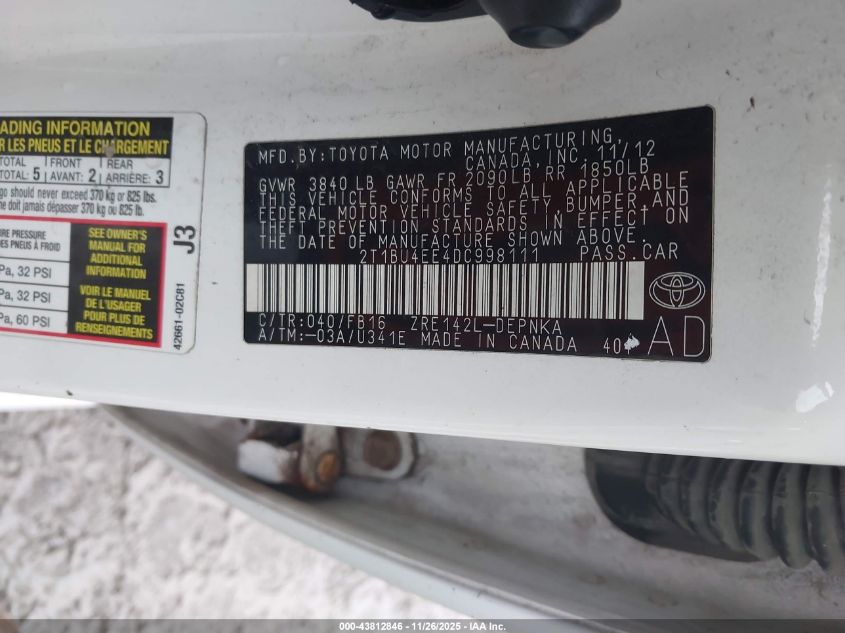 ADING INFORMATION
R LES PNEUS ET LE CHARGEMENT
TOTAL 5 FRONT AVANT: 2 REAR ARRIÈRE: 3
go should never exceed 370 kg or 825 lbs.
ne doit jamais dépasser 370 kg ou 825 lb.
IRE PRESSURE
DES PNEUS À FROID
Pa, 32 PSI
Pa, 32 PSI
Pa, 60 PSI
SEE OWNER'S
MANUAL FOR
ADDITIONAL
INFORMATION
VOIR LE MANUEL
DE L'USAGER
POUR PLUS DE
RENSEIGNEMENTS
J3
42661-02C81
MFD. BY: TOYOTA MOTOR MANUFACTURING,
CANADA, INC. 11/12
GVWR 3840 LB GAWR FR 2090LB RR 1850LB
THIS VEHICLE CONFORMS TO ALL APPLICABLE
FEDERAL MOTOR VEHICLE SAFETY, BUMPER, AND
THEFT PREVENTION STANDARDS IN EFFECT ON
THE DATE OF MANUFACTURE SHOWN ABOVE.
2T1BU4EE4DC998111 PASS. CAR
C/TR: 040/FB16 ZRE142L-DEPNKA
A/TM: -03A/U341E MADE IN CANADA 40
AD
000-43812846 - 11/26/2025 - IAA Inc.